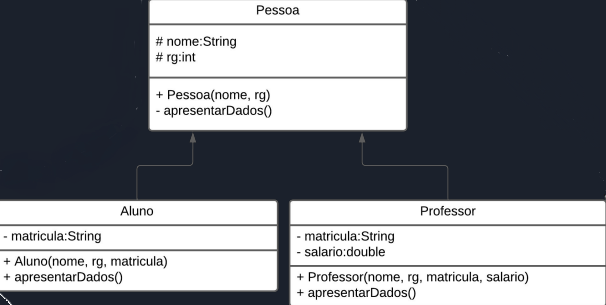 Pessoa
# nome:String
# rg:int
+ Pessoa(nome, rg)
- apresentarDados()
Aluno
- matricula:String
+ Aluno(nome, rg, matricula)
+ apresentarDados()
Professor
- matricula:String
- salario:double
+ Professor(nome, rg, matricula, salario)
+ apresentarDados()